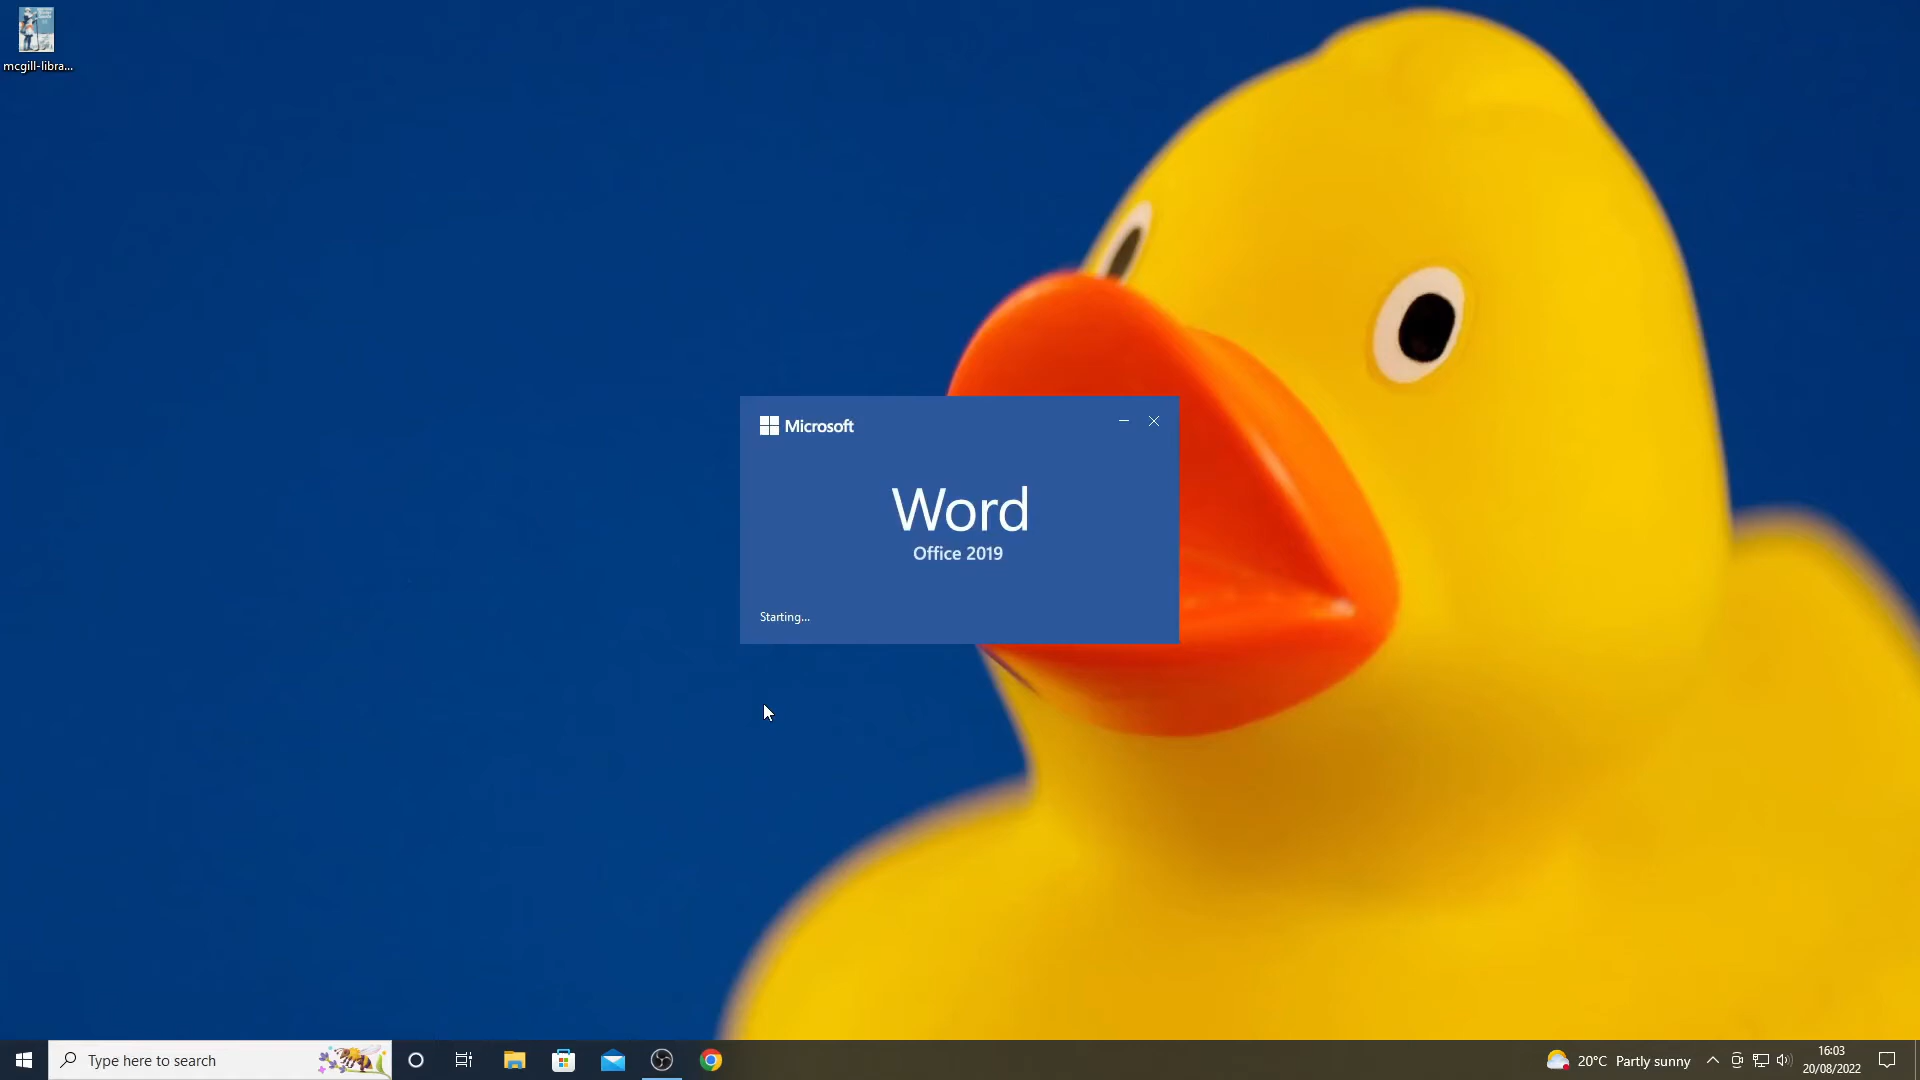 mcgill-libra...
Microsoft
Word
Office 2019
Starting...
Type here to search
20°C Partly sunny
16:03
20/08/2022